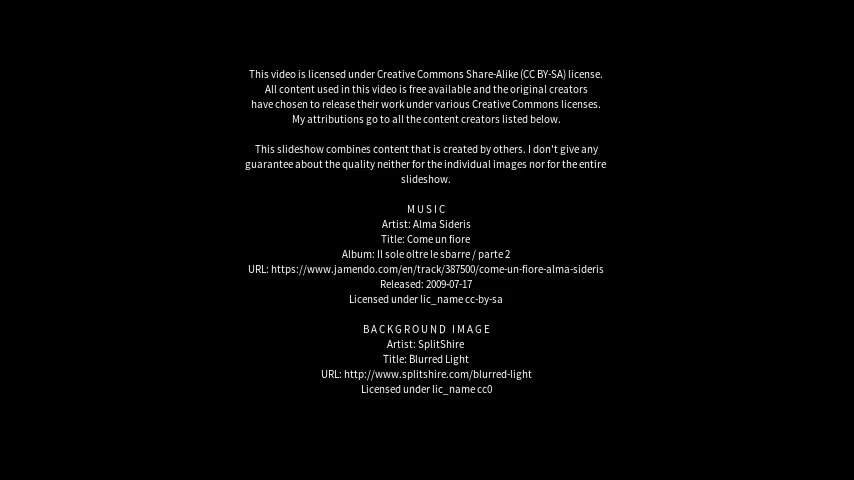 This video is licensed under Creative Commons Share-Alike (CC BY-SA) license.
All content used in this video is free available and the original creators
have chosen to release their work under various Creative Commons licenses.
My attributions go to all the content creators listed below.
This slideshow combines content that is created by others. I don't give any
guarantee about the quality neither for the individual images nor for the entire
slideshow.
MUSIC
Artist: Alma Sideris
Title: Come un fiore
Album: Il sole oltre le sbarre / parte 2
URL: https://www.jamendo.com/en/track/387500/come-un-fiore-alma-sideris
Released: 2009-07-17
Licensed under lic_name cc-by-sa
BACKGROUND IMAGE
Artist: SplitShire
Title: Blurred Light
URL: http://www.splitshire.com/blurred-light
Licensed under lic_name cc0